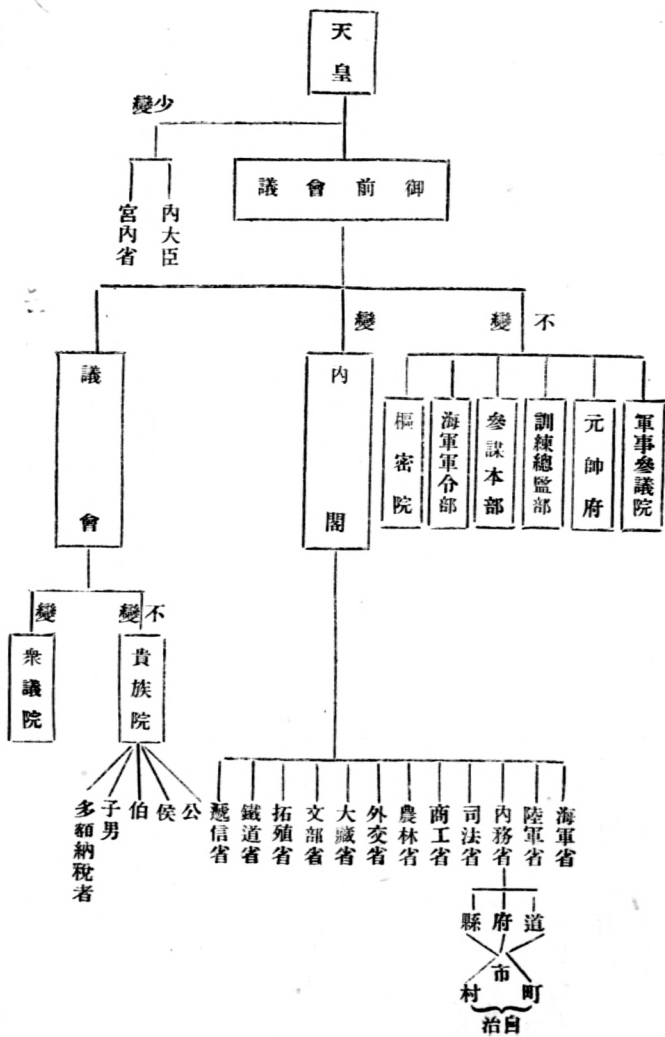 天皇
少變
御前會議
內大臣
宮內省
不變
變
軍事參議院
元帥府
訓練總監部
參謀本部
海軍軍令部
樞密院
內閣
議會
不變
變
貴族院
衆議院
公
侯
伯
子男
多額納稅者
海軍省
陸軍省
內務省
司法省
商工省
農林省
外交省
大藏省
文部省
拓殖省
鐵道省
遞信省
道
府
縣
市
町
村
自治